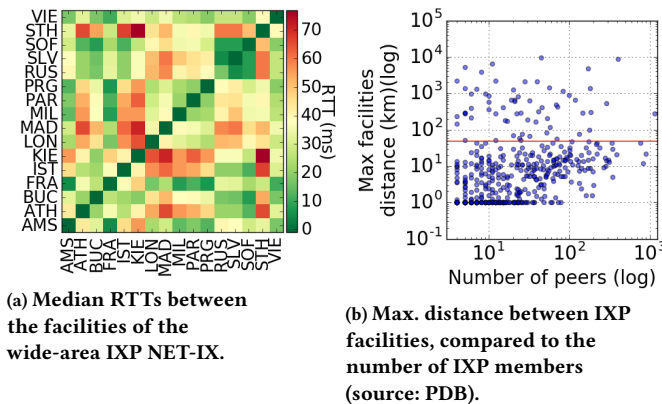 VIE
STH
SOF
SLV
RUS
PRG
PAR
MIL
MAD
LON
KIE
IST
FRA
BUC
ATH
AMS
AMS
ATH
BUC
FRA
IST
KIE
LON
MAD
MIL
PAR
PRG
RUS
SLV
SOF
STH
VIE
70
60
50
40
30
20
10
0
RTT (ms)
(a) Median RTTs between
the facilities of the
wide-area IXP NET-IX.
Max facilities
distance (km)(log)
10^5
10^4
10^3
10^2
10^1
10^0
10^-1
10^1
10^2
10^3
Number of peers (log)
(b) Max. distance between IXP
facilities, compared to the
number of IXP members
(source: PDB).